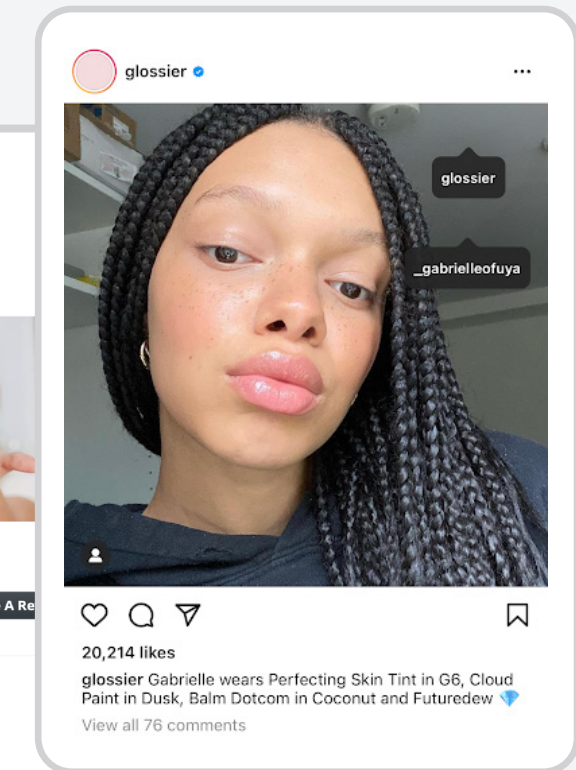 glossier
glossier
_gabrielleofuya
A Re
20,214 likes
glossier Gabrielle wears Perfecting Skin Tint in G6, Cloud
Paint in Dusk, Balm Dotcom in Coconut and Futuredew 💎
View all 76 comments